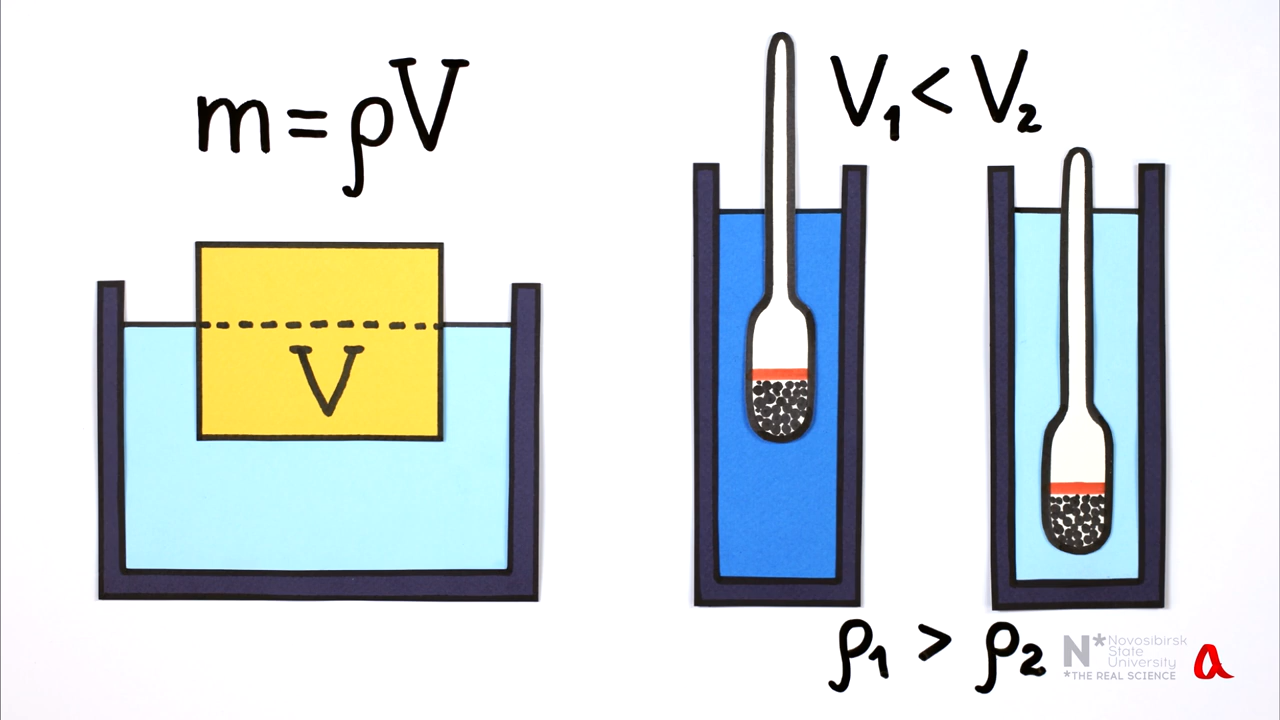 m = ρV
V
V₁ < V₂
ρ₁ > ρ₂
N* Novosibirsk
State
University
*THE REAL SCIENCE
a